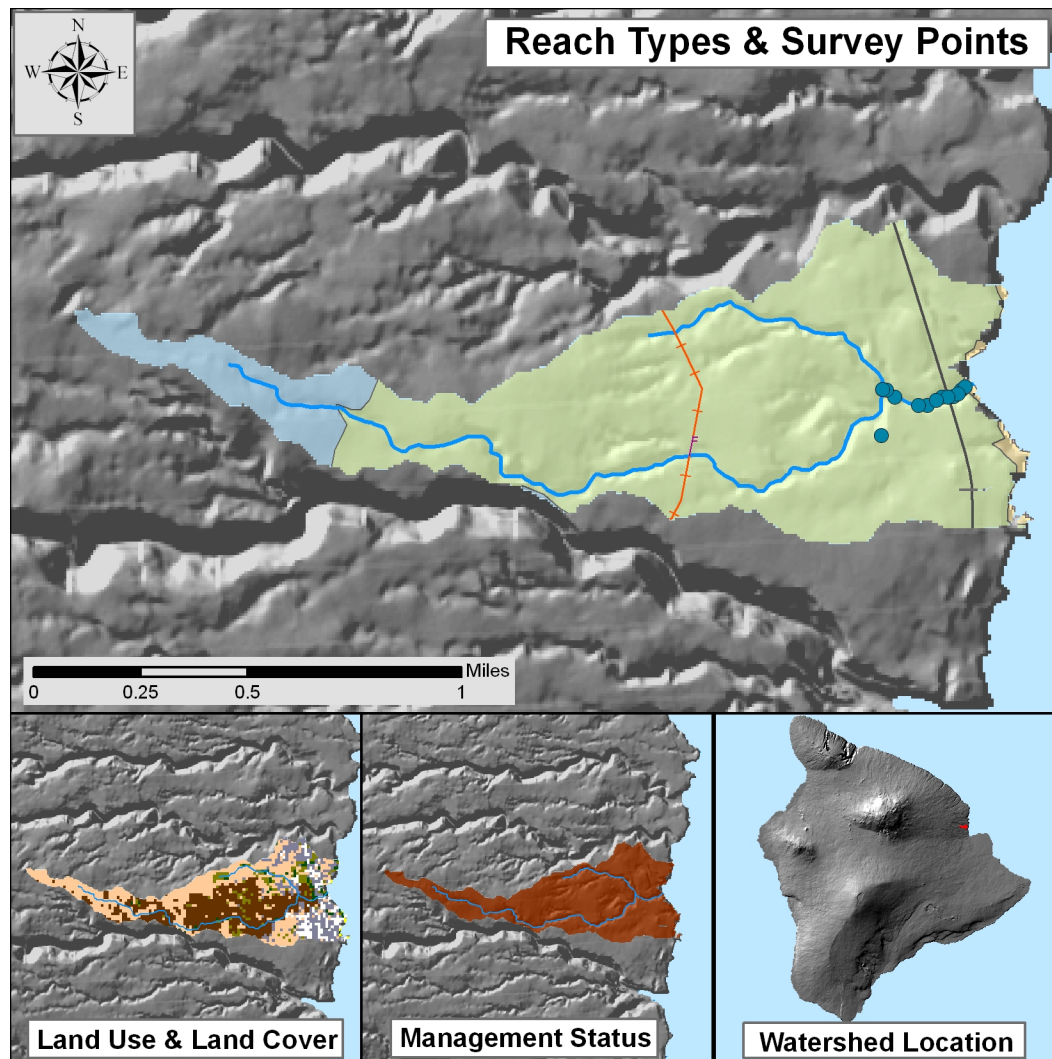 Reach Types & Survey Points
N
W E
S
Miles
0 0.25 0.5 1
Land Use & Land Cover
Management Status
Watershed Location